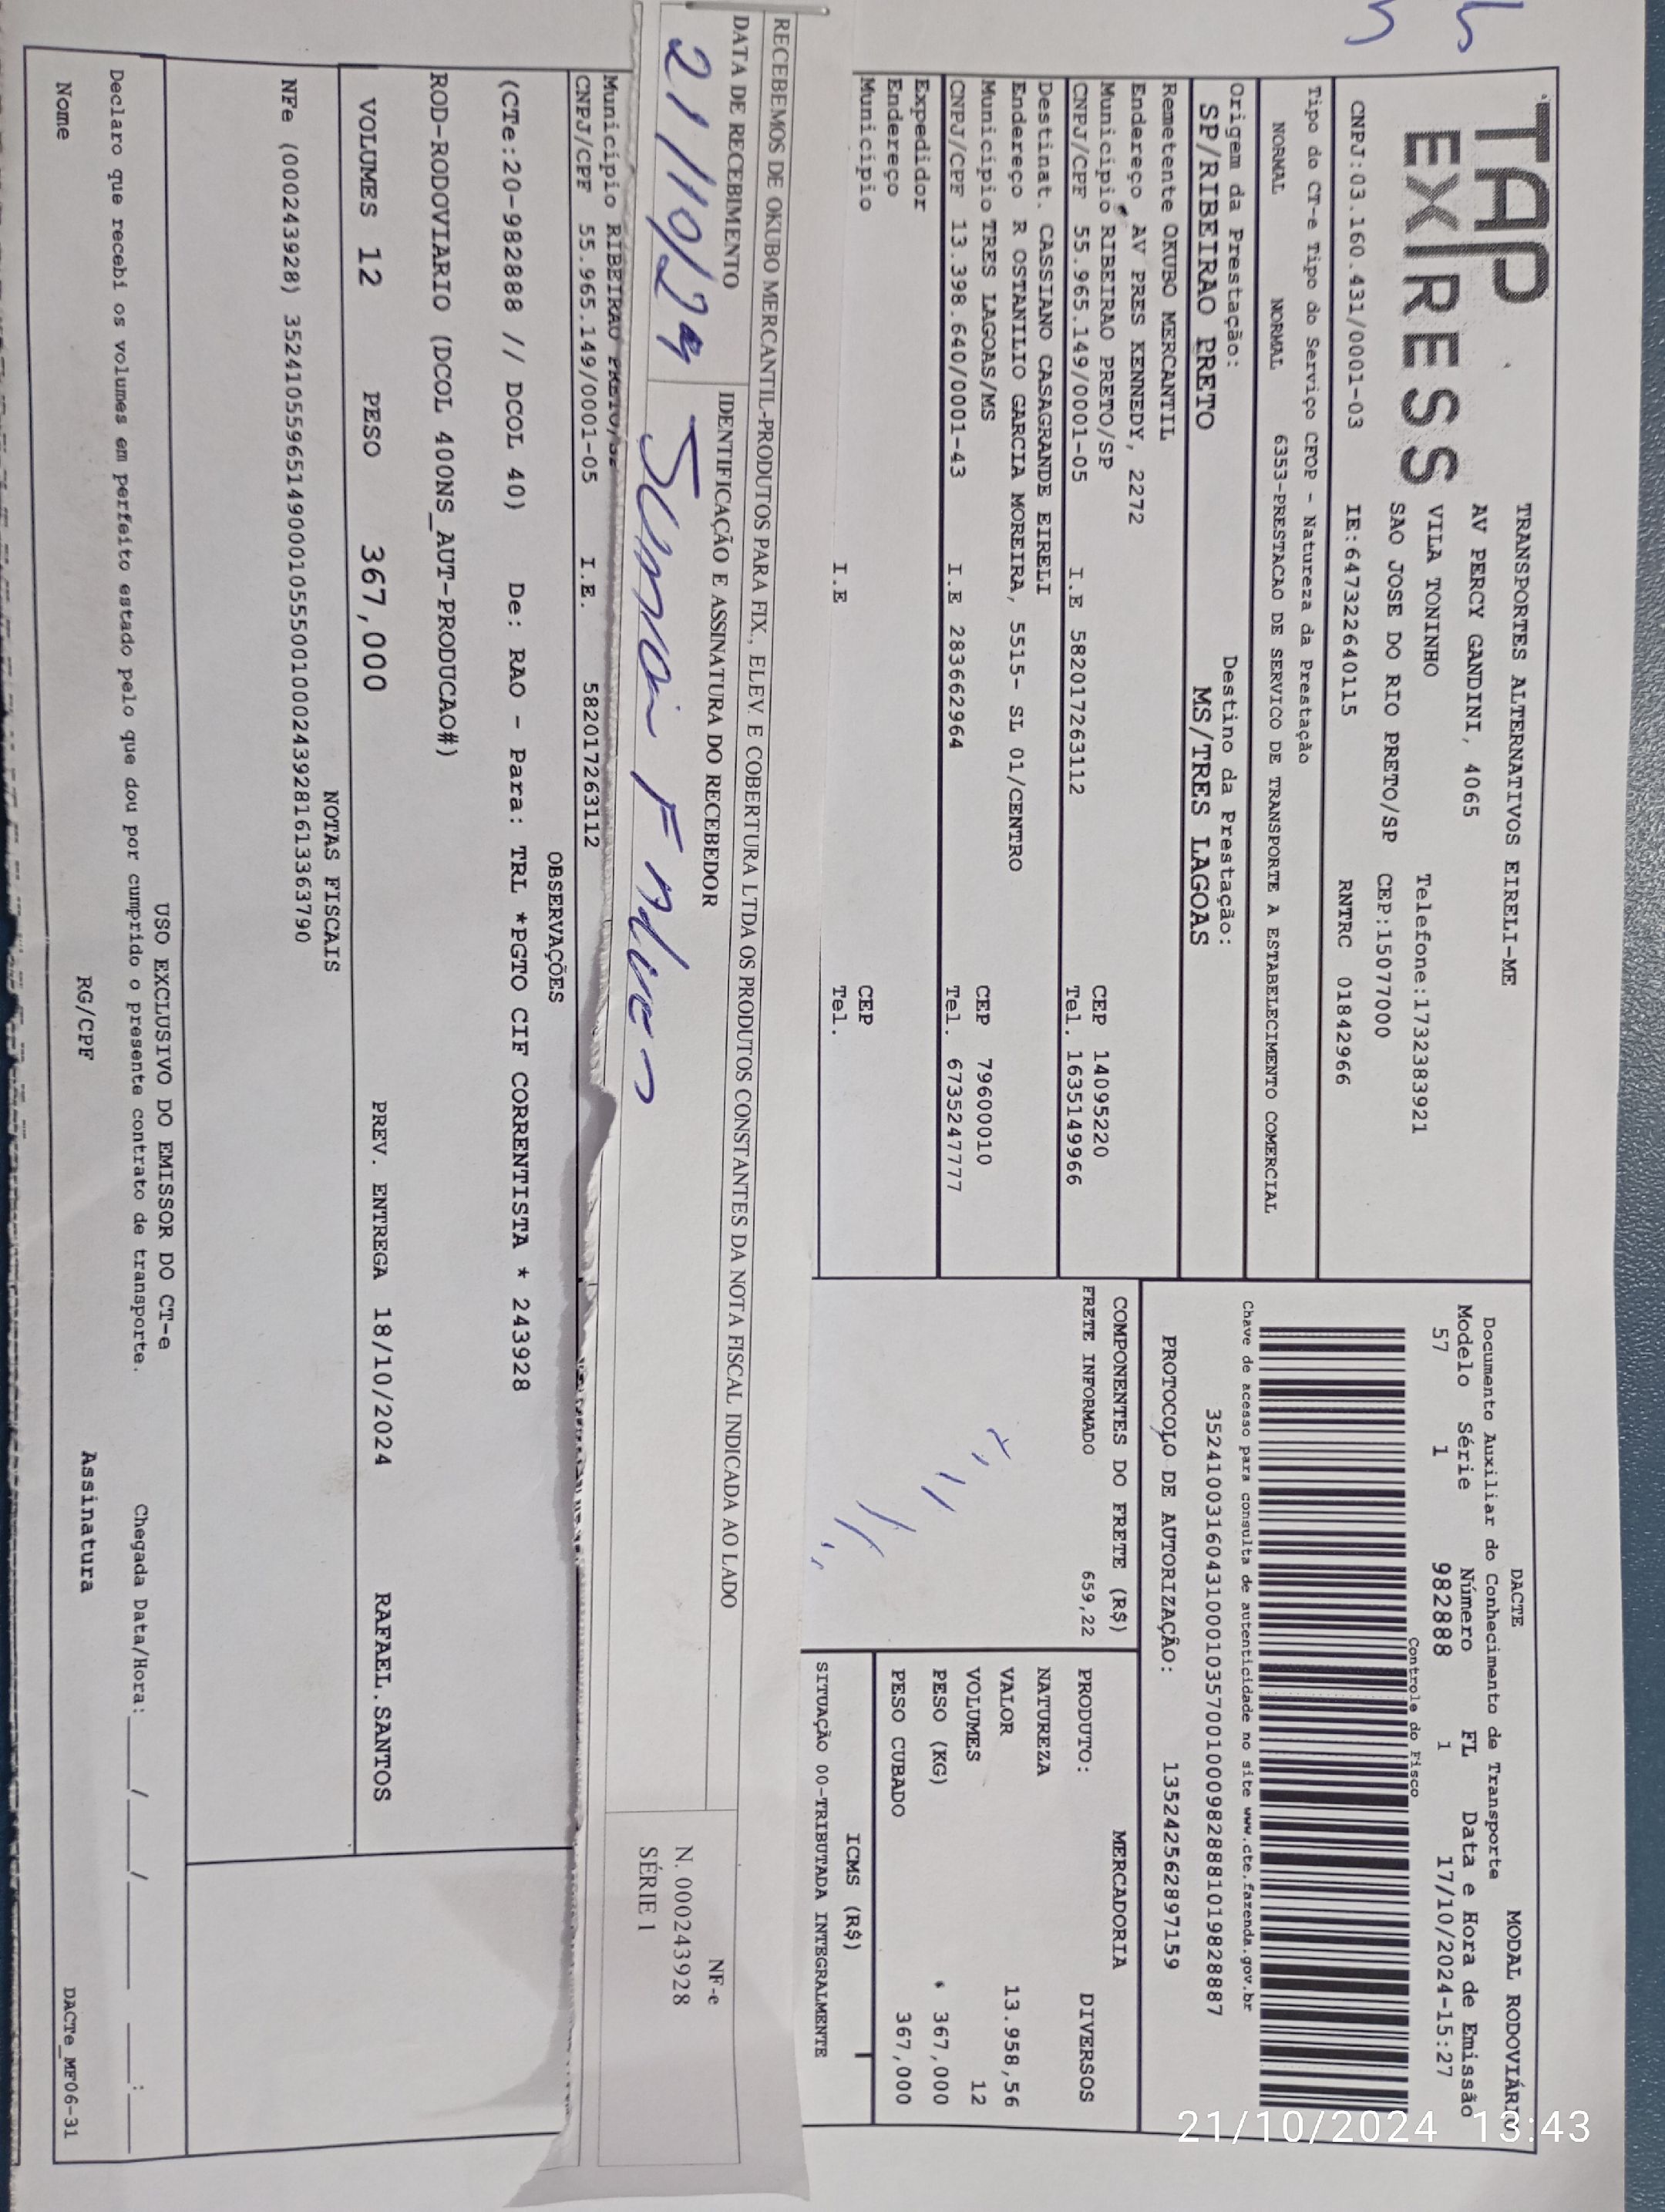 TAP
EXPRESS
TRANSPORTES ALTERNATIVOS EIRELI-ME
AV PERCY GANDINI, 4065
VILA TONINHO Telefone:1732383921
SAO JOSE DO RIO PRETO/SP CEP:15077000
CNPJ:03.160.431/0001-03 IE:647322640115 RNTRC 01842966
DACTE MODAL RODOVIÁRIO
Documento Auxiliar do Conhecimento de Transporte
Modelo Série Número FL Data e Hora de Emissão
57 1 982888 1 17/10/2024-15:27
Controle do Fisco
Tipo do CT-e Tipo do Serviço CFOP - Natureza da Prestação
NORMAL NORMAL 6353-PRESTACAO DE SERVICO DE TRANSPORTE A ESTABELECIMENTO COMERCIAL
Chave de acesso para consulta de autenticidade no site www.cte.fazenda.gov.br
35241003160431000103570010009828881019828887
Origem da Prestação: Destino da Prestação:
SP/RIBEIRAO PRETO MS/TRES LAGOAS
PROTOCOLO DE AUTORIZAÇÃO: 135242562897159
Remetente OKUBO MERCANTIL
Endereço AV PRES KENNEDY, 2272
Municipio RIBEIRAO PRETO/SP CEP 14095220
CNPJ/CPF 55.965.149/0001-05 I.E 582017263112 Tel. 1635149966
Destinat. CASSIANO CASAGRANDE EIRELI
Endereço R OSTANILIO GARCIA MOREIRA, 5515- SL 01/CENTRO
Municipio TRES LAGOAS/MS CEP 79600010
CNPJ/CPF 13.398.640/0001-43 I.E 283662964 Tel. 6735247777
Expedidor
Endereço
Municipio CEP
I.E Tel.
COMPONENTES DO FRETE (R$)
FRETE INFORMADO 659,22
MERCADORIA
PRODUTO: DIVERSOS
NATUREZA
VALOR 13.958,56
VOLUMES 12
PESO (KG) 367,000
PESO CUBADO 367,000
ICMS (R$)
SITUAÇÃO 00-TRIBUTADA INTEGRALMENTE
RECEBEMOS DE OKUBO MERCANTIL-PRODUTOS PARA FIX., ELEV. E COBERTURA LTDA OS PRODUTOS CONSTANTES DA NOTA FISCAL INDICADA AO LADO
DATA DE RECEBIMENTO IDENTIFICAÇÃO E ASSINATURA DO RECEBEDOR
21/10/24
NF-e
N. 000243928
SÉRIE 1
Municipio RIBEIRAO PRETO/SP
CNPJ/CPF 55.965.149/0001-05 I.E. 582017263112
OBSERVAÇÕES
(CTe:20-982888 // DCOL 40) De: RAO - Para: TRL *PGTO CIF CORRENTISTA * 243928
ROD-RODOVIARIO (DCOL 400NS_AUT-PRODUCAO#)
VOLUMES 12 PESO 367,000 PREV. ENTREGA 18/10/2024 RAFAEL.SANTOS
NOTAS FISCAIS
NFe (000243928) 35241055965149000105550010002439281613363790
USO EXCLUSIVO DO EMISSOR DO CT-e
Declaro que recebi os volumes em perfeito estado pelo que dou por cumprido o presente contrato de transporte. Chegada Data/Hora:____/____/____ ____:____
Nome RG/CPF Assinatura
DACTe_MF06-31
21/10/2024 13:43